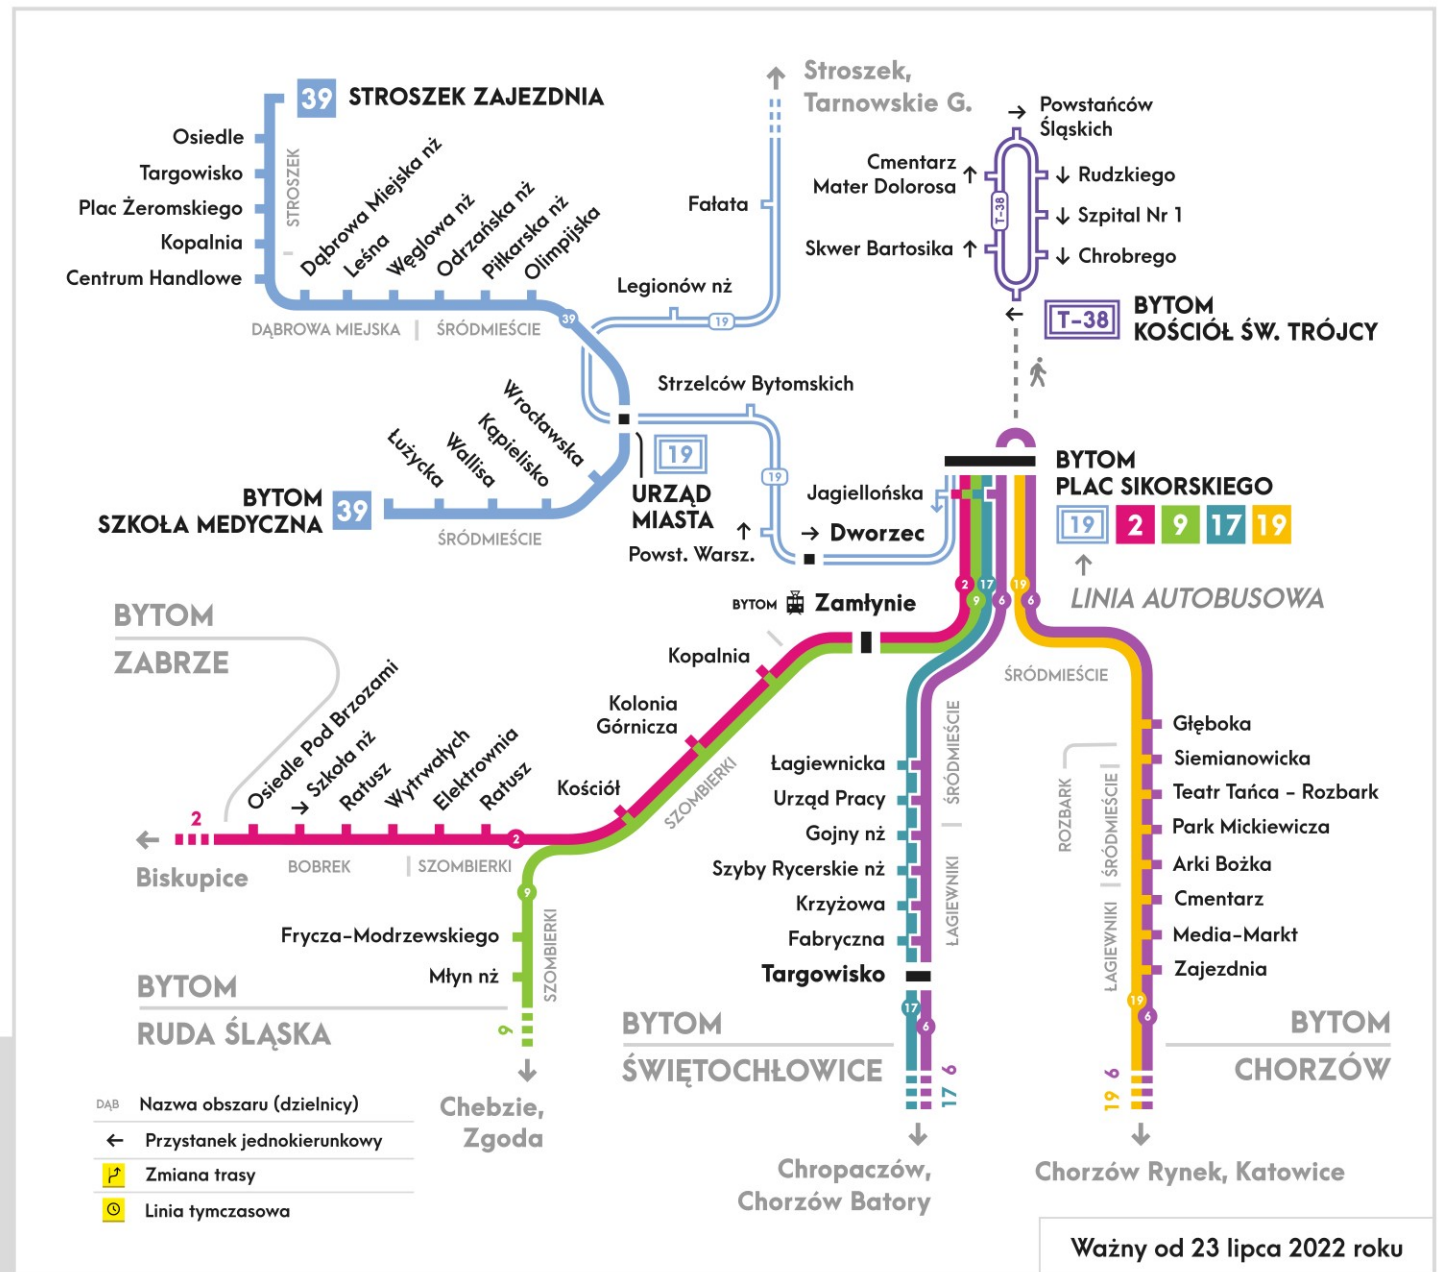 39 STROSZEK ZAJEZDNIA
Osiedle
Targowisko
Plac Żeromskiego
Kopalnia
Centrum Handlowe
STROSZEK
Dąbrowa Miejska nż
Leśna
Węglowa nż
Odrzańska nż
Piłkarska nż
Olimpijska
DĄBROWA MIEJSKA
ŚRÓDMIEŚCIE
39
↑ Stroszek,
Tarnowskie G.
Fałata
Legionów nż
19
→ Powstańców
Śląskich
Cmentarz
Mater Dolorosa ↑
Skwer Bartosika ↑
T-38
↓ Rudzkiego
↓ Szpital Nr 1
↓ Chrobrego
←
T-38
BYTOM
KOŚCIÓŁ ŚW. TRÓJCY
Strzelców Bytomskich
Wrocławska
Kąpielisko
Wallisa
Łużycka
BYTOM
SZKOŁA MEDYCZNA
39
ŚRÓDMIEŚCIE
19
URZĄD
MIASTA
19
↑
Powst. Warsz.
→ Dworzec
Jagiellońska
BYTOM
PLAC SIKORSKIEGO
19 2 9 17 19
↑
LINIA AUTOBUSOWA
BYTOM Zamłynie
2 17 19
9 6 6
BYTOM
ZABRZE
Kopalnia
Kolonia
Górnicza
Kościół
SZOMBIERKI
Osiedle Pod Brzozami
→ Szkoła nż
Ratusz
Wytrwałych
Elektrownia
Ratusz
2
2
← Biskupice
BOBREK
SZOMBIERKI
9
Frycza-Modrzewskiego
Młyn nż
SZOMBIERKI
BYTOM
RUDA ŚLĄSKA
9
↓
Chebzie,
Zgoda
ŚRÓDMIEŚCIE
Łagiewnicka
Urząd Pracy
Gojny nż
Szyby Rycerskie nż
Krzyżowa
Fabryczna
Targowisko
ŚRÓDMIEŚCIE
ŁAGIEWNIKI
17
6
BYTOM
ŚWIĘTOCHŁOWICE
17 6
↓
Chropaczów,
Chorzów Batory
Głęboka
Siemianowicka
Teatr Tańca - Rozbark
Park Mickiewicza
Arki Bożka
Cmentarz
Media-Markt
Zajezdnia
ROZBARK
ŚRÓDMIEŚCIE
ŁAGIEWNIKI
19
6
BYTOM
CHORZÓW
19 6
↓
Chorzów Rynek, Katowice
DĄB Nazwa obszaru (dzielnicy)
← Przystanek jednokierunkowy
Zmiana trasy
Linia tymczasowa
Ważny od 23 lipca 2022 roku